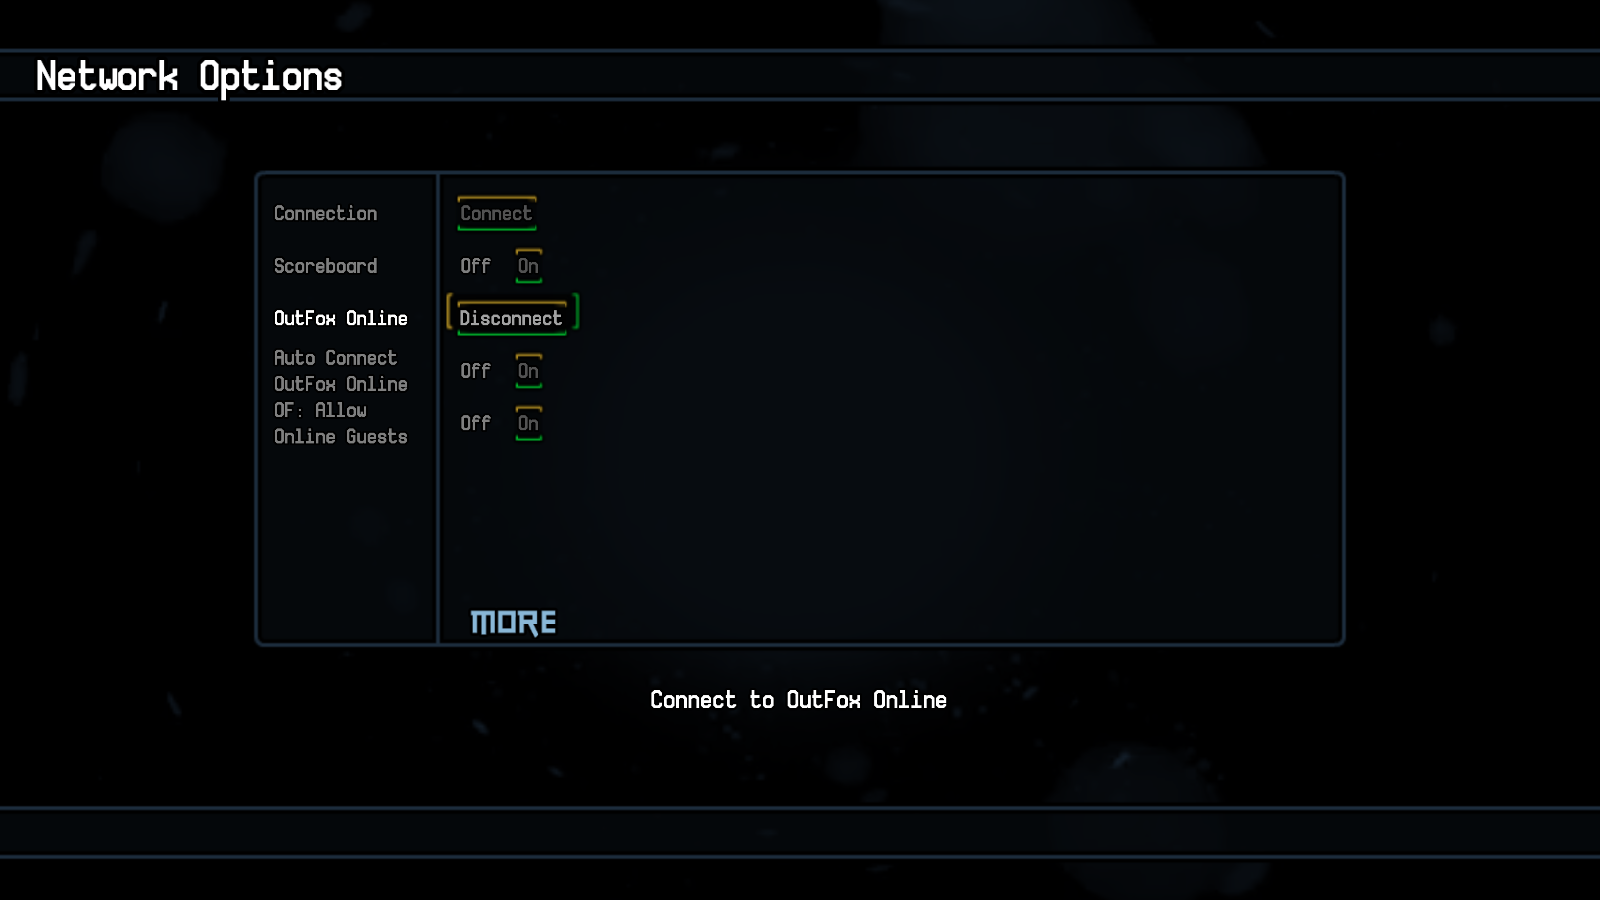 Network Options
Connection Connect
Scoreboard Off On
OutFox Online Disconnect
Auto Connect
OutFox Online Off On
OF: Allow
Online Guests Off On
MORE
Connect to OutFox Online